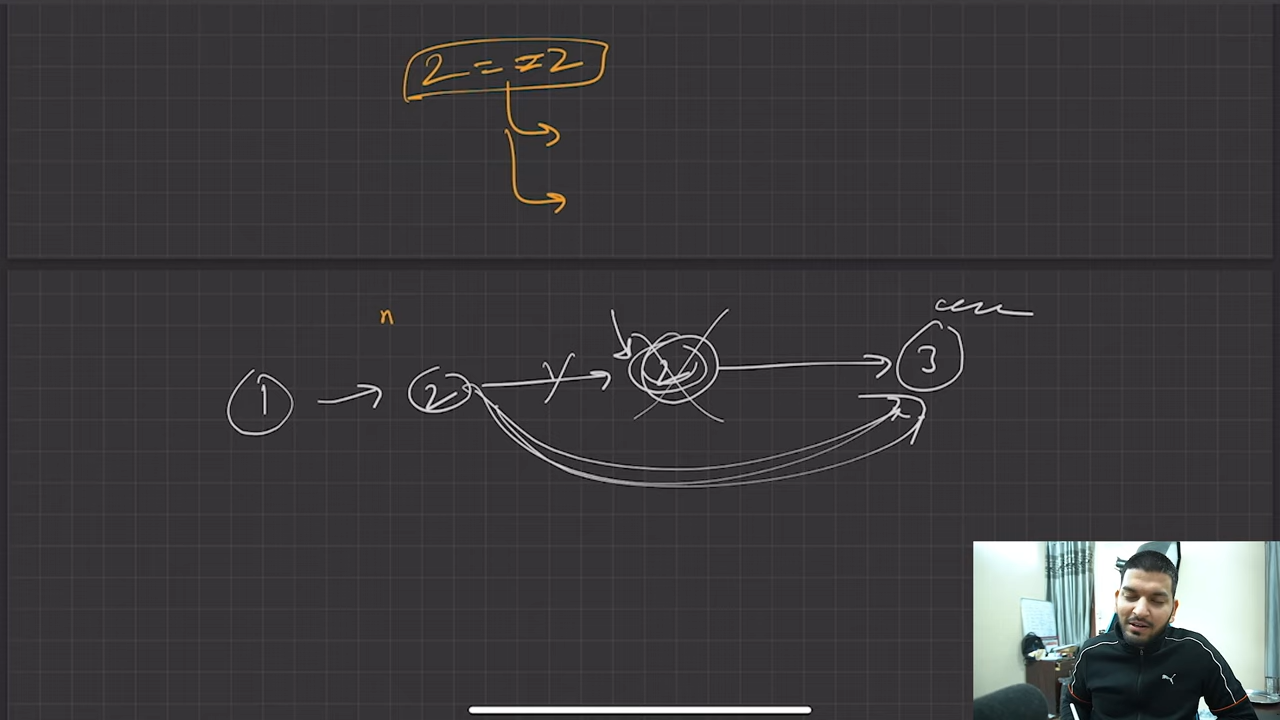 2 = = 2
n
1 → 2 → 2 → 3